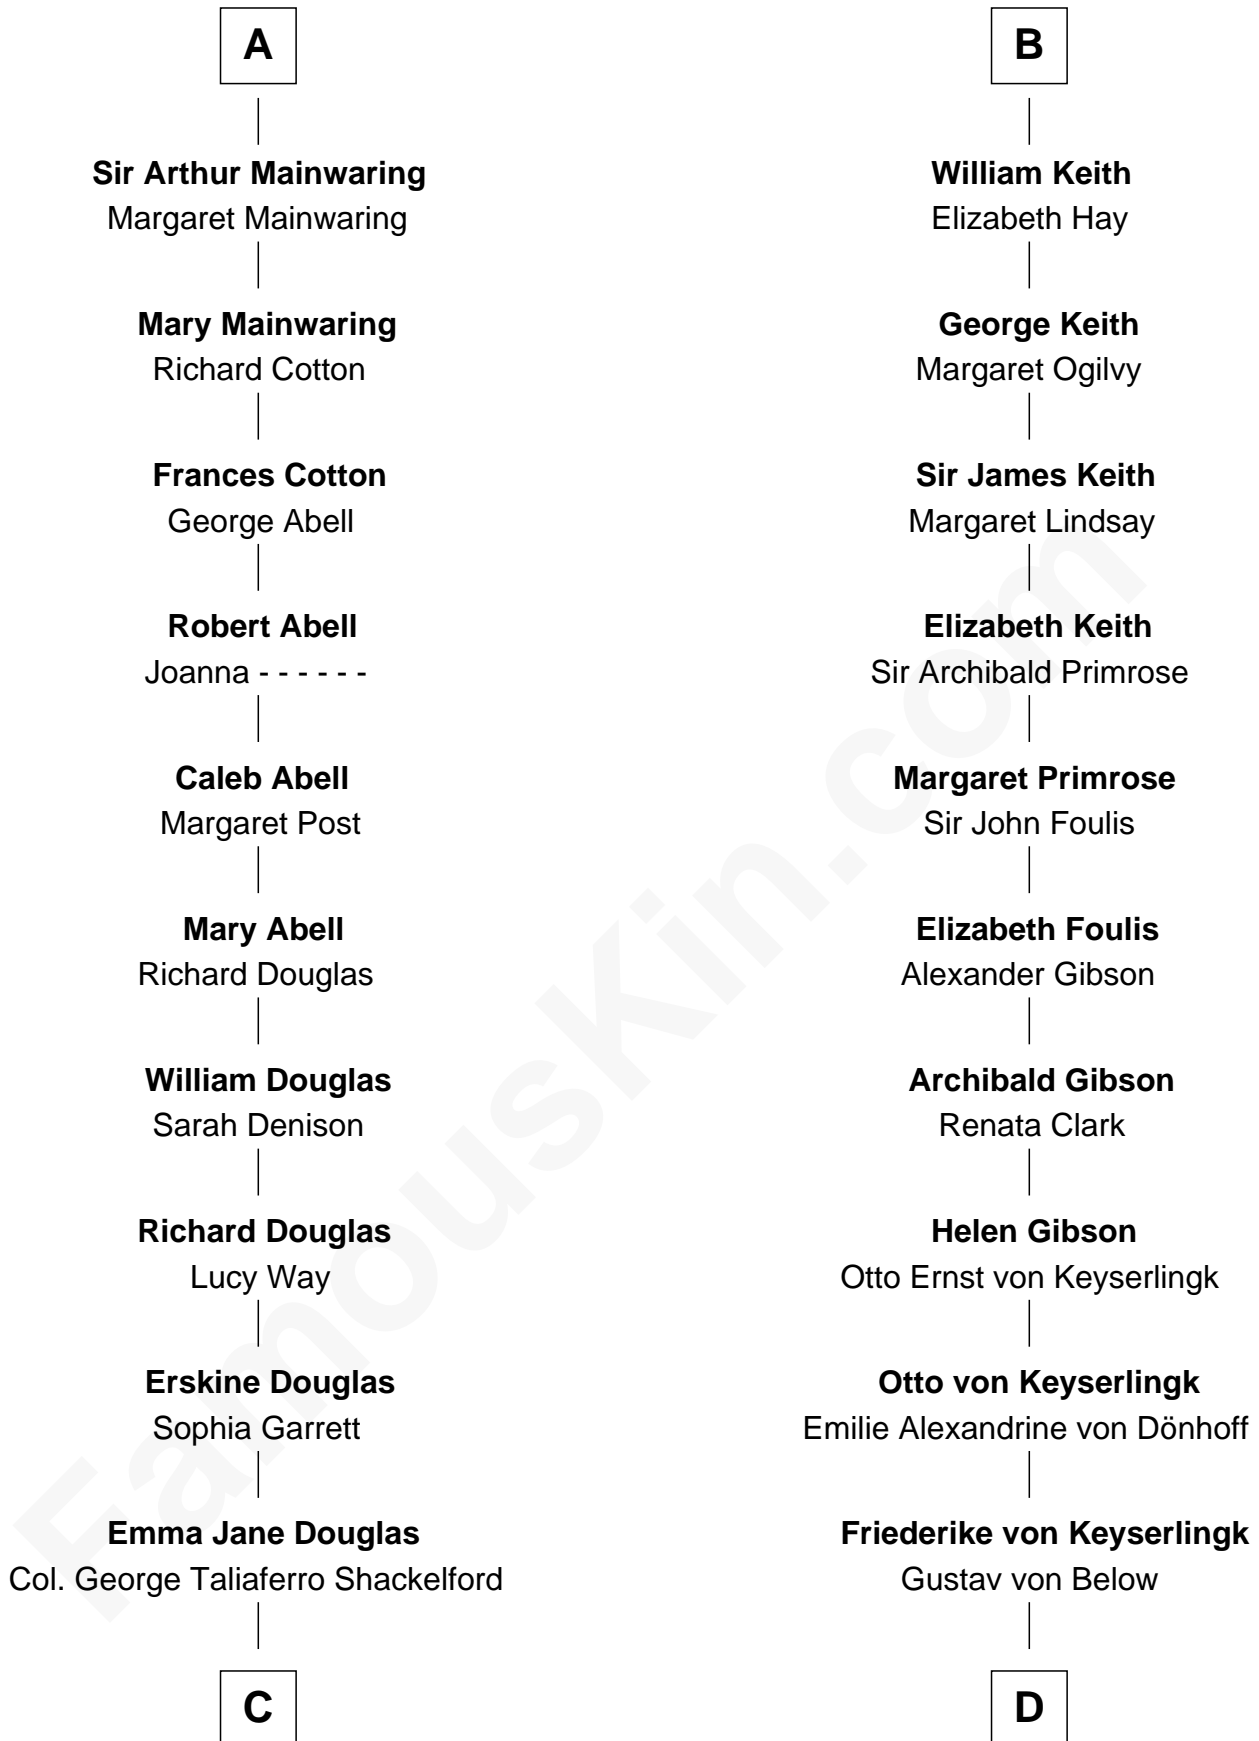 A
Sir Arthur Mainwaring
Margaret Mainwaring
Mary Mainwaring
Richard Cotton
Frances Cotton
George Abell
Robert Abell
Joanna - - - - - -
Caleb Abell
Margaret Post
Mary Abell
Richard Douglas
William Douglas
Sarah Denison
Richard Douglas
Lucy Way
Erskine Douglas
Sophia Garrett
Emma Jane Douglas
Col. George Taliaferro Shackelford
C
B
William Keith
Elizabeth Hay
George Keith
Margaret Ogilvy
Sir James Keith
Margaret Lindsay
Elizabeth Keith
Sir Archibald Primrose
Margaret Primrose
Sir John Foulis
Elizabeth Foulis
Alexander Gibson
Archibald Gibson
Renata Clark
Helen Gibson
Otto Ernst von Keyserlingk
Otto von Keyserlingk
Emilie Alexandrine von Dönhoff
Friederike von Keyserlingk
Gustav von Below
D
FamousKin.com